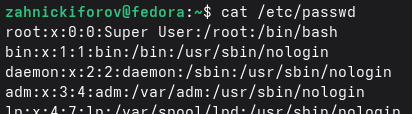 zahnickiforov@fedora:~$ cat /etc/passwd
root:x:0:0:Super User:/root:/bin/bash
bin:x:1:1:bin:/bin:/usr/sbin/nologin
daemon:x:2:2:daemon:/sbin:/usr/sbin/nologin
adm:x:3:4:adm:/var/adm:/usr/sbin/nologin
lp:x:4:7:lp:/var/spool/lpd:/usr/sbin/nologin